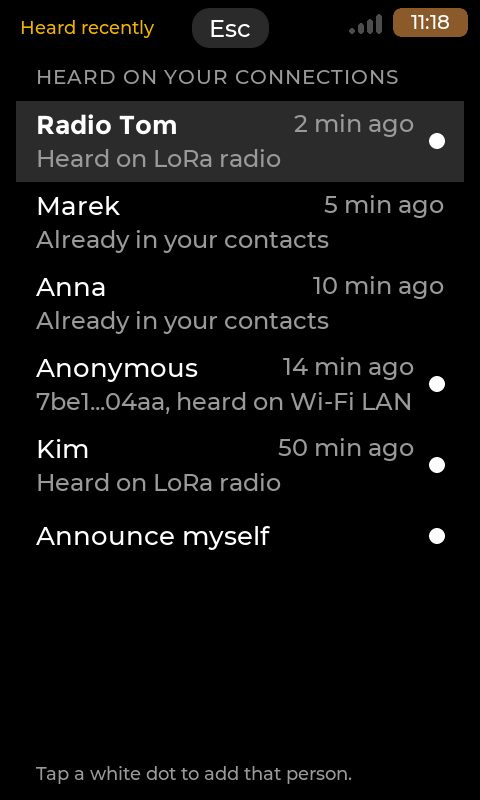 Heard recently
Esc
11:18
HEARD ON YOUR CONNECTIONS
Radio Tom 2 min ago
Heard on LoRa radio
Marek 5 min ago
Already in your contacts
Anna 10 min ago
Already in your contacts
Anonymous 14 min ago
7be1...04aa, heard on Wi-Fi LAN
Kim 50 min ago
Heard on LoRa radio
Announce myself
Tap a white dot to add that person.